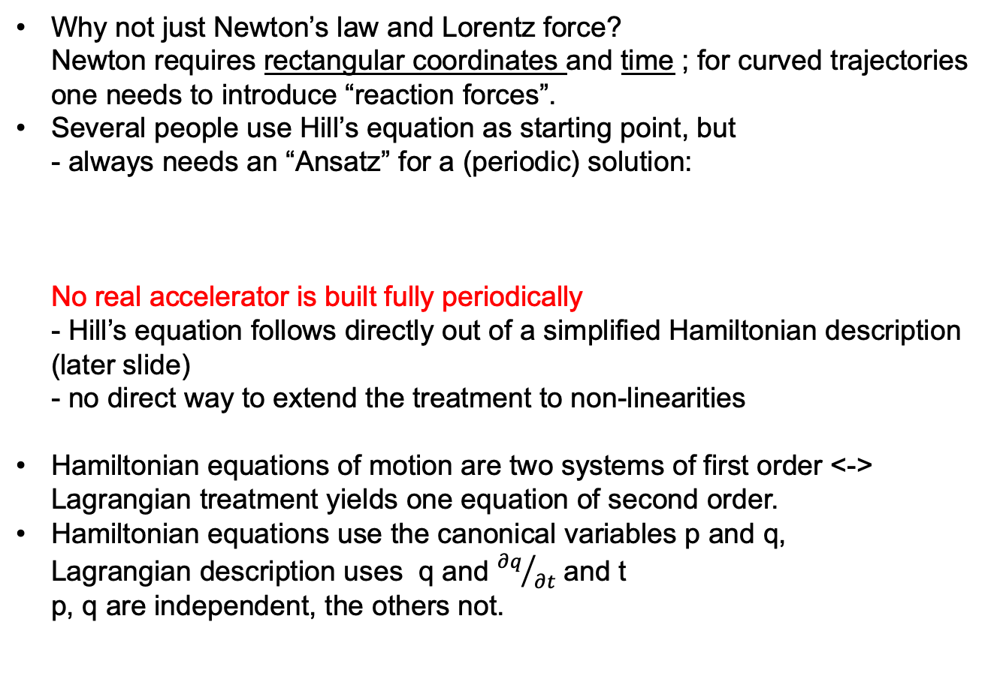 • Why not just Newton’s law and Lorentz force?
Newton requires rectangular coordinates and time ; for curved trajectories
one needs to introduce “reaction forces”.
• Several people use Hill’s equation as starting point, but
- always needs an “Ansatz” for a (periodic) solution:
No real accelerator is built fully periodically
- Hill’s equation follows directly out of a simplified Hamiltonian description
(later slide)
- no direct way to extend the treatment to non-linearities
• Hamiltonian equations of motion are two systems of first order <->
Lagrangian treatment yields one equation of second order.
• Hamiltonian equations use the canonical variables p and q,
Lagrangian description uses q and ∂q/∂t and t
p, q are independent, the others not.